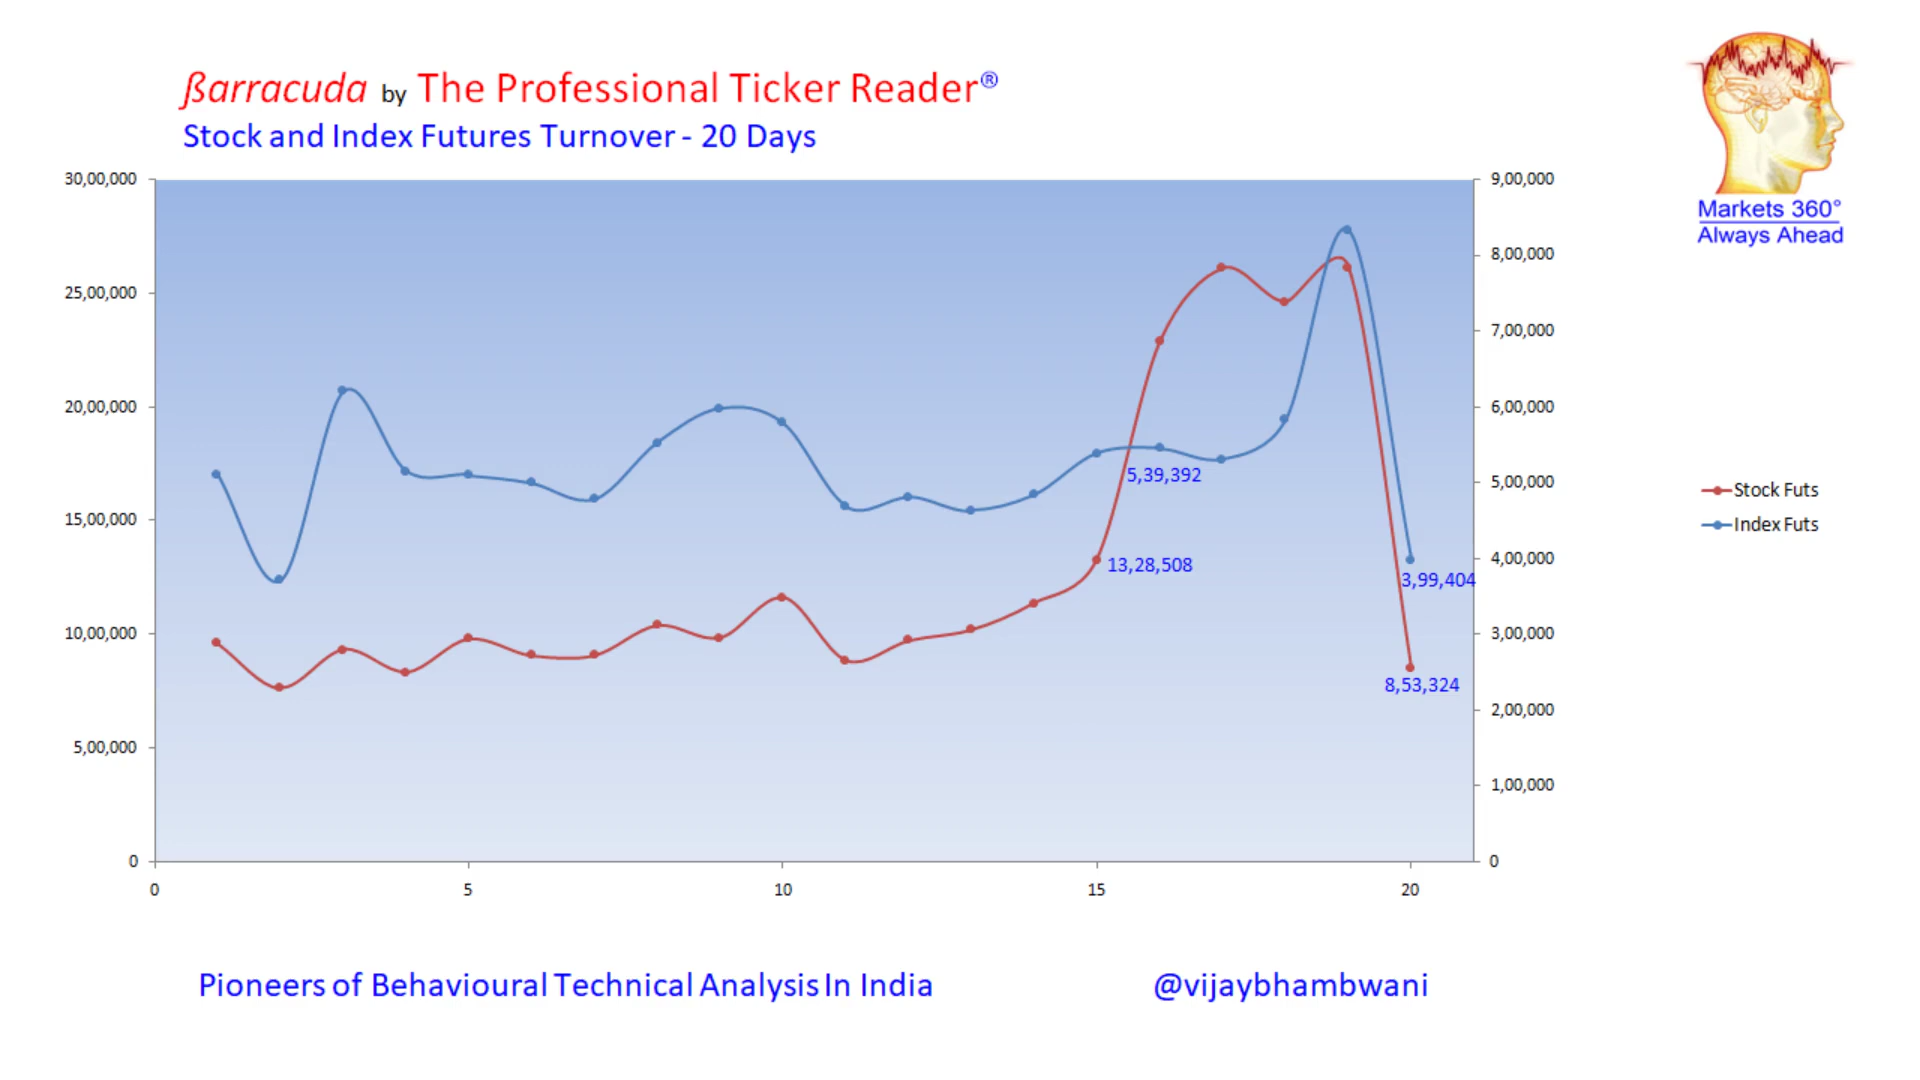 ßarracuda by The Professional Ticker Reader®
Stock and Index Futures Turnover - 20 Days
Markets 360°
Always Ahead
30,00,000
25,00,000
20,00,000
15,00,000
10,00,000
5,00,000
0
9,00,000
8,00,000
7,00,000
6,00,000
5,00,000
4,00,000
3,00,000
2,00,000
1,00,000
0
5,39,392
13,28,508
3,99,404
8,53,324
Stock Futs
Index Futs
0 5 10 15 20
Pioneers of Behavioural Technical Analysis In India @vijaybhambwani